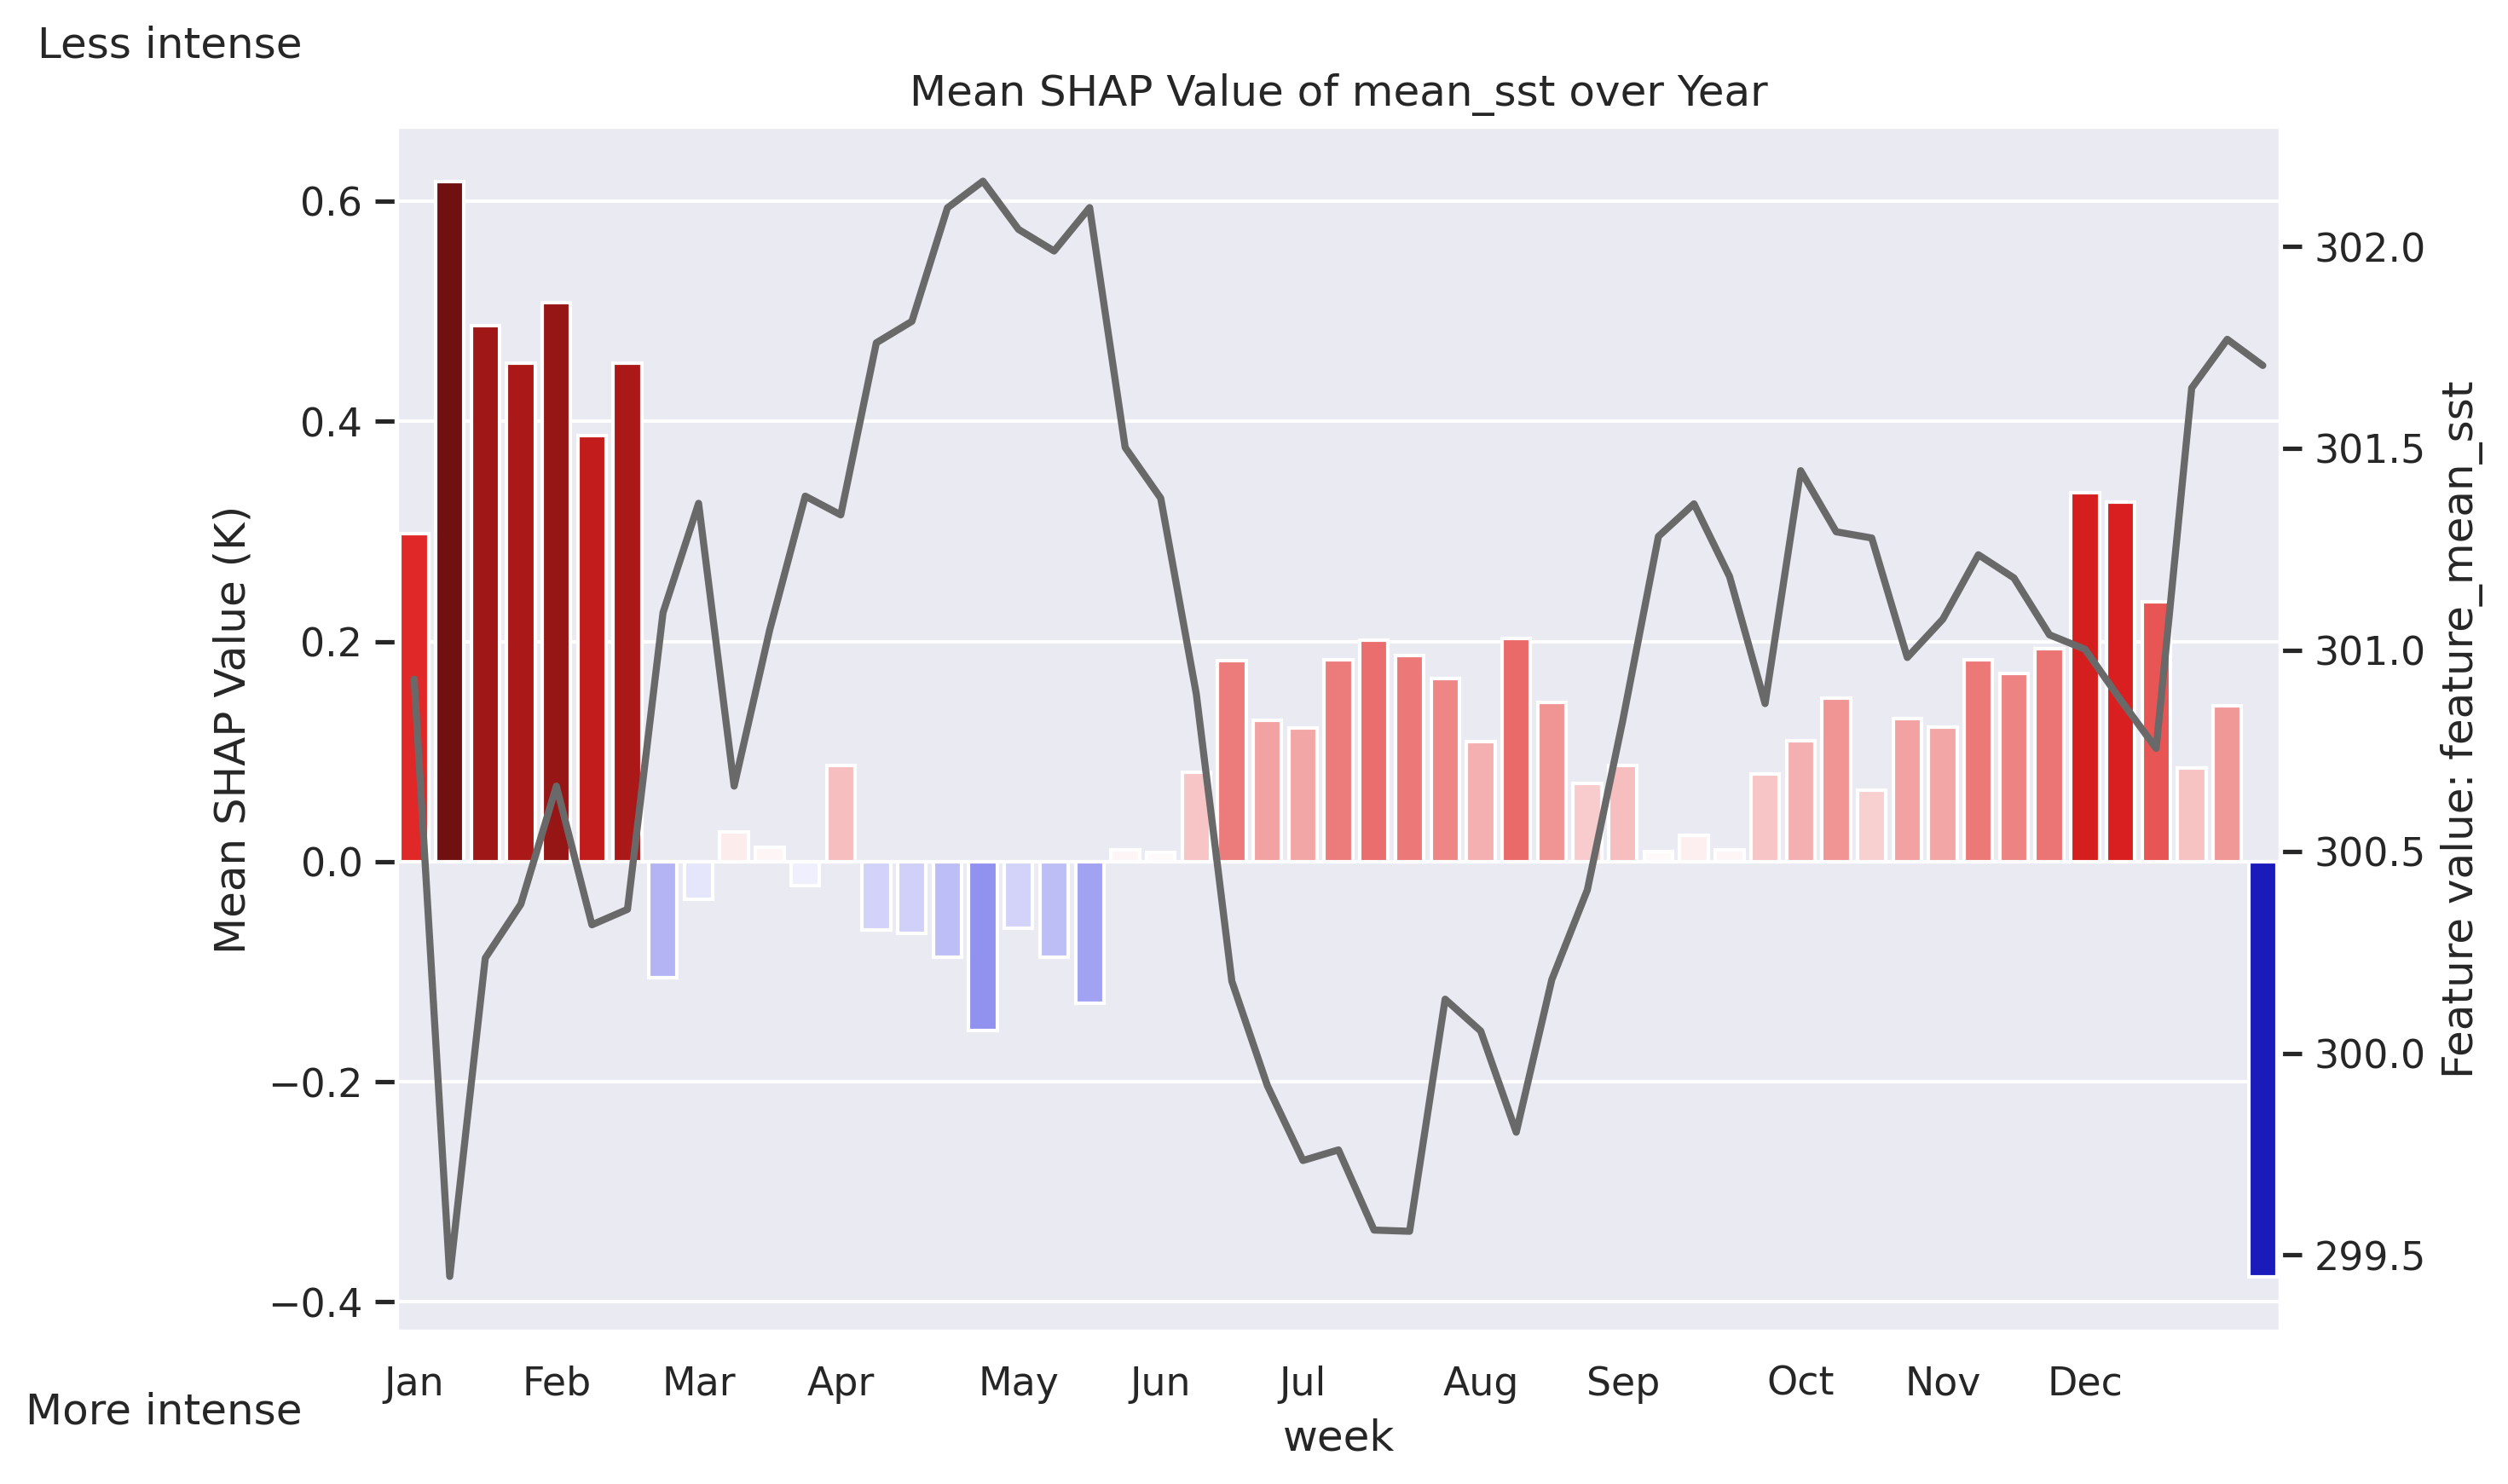 Less intense
Mean SHAP Value of mean_sst over Year
0.6
0.4
0.2
0.0
−0.2
−0.4
Mean SHAP Value (K)
302.0
301.5
301.0
300.5
300.0
299.5
Feature value: feature_mean_sst
Jan Feb Mar Apr May Jun Jul Aug Sep Oct Nov Dec
More intense
week